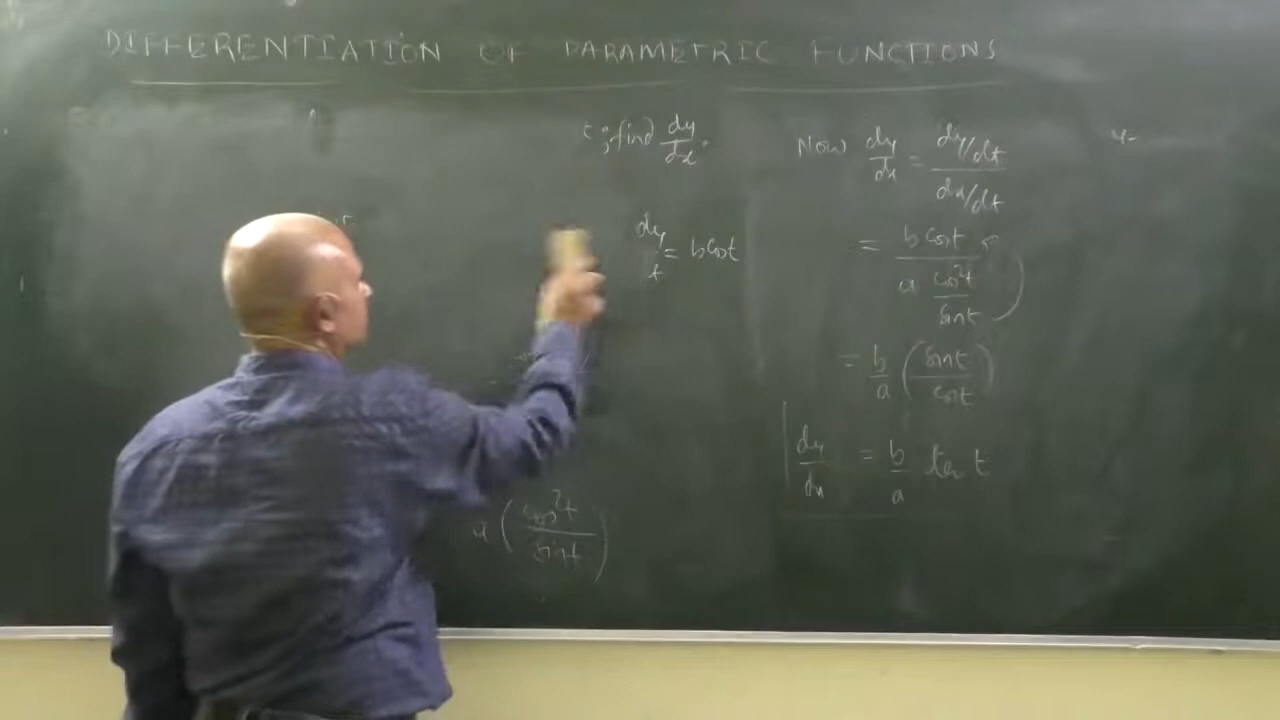 DIFFERENTIATION OF PARAMETRIC FUNCTIONS
t ; find dy/dx.
dy/ t = b cost
a ( cos²t / sint )
Now dy/dx = dy/dt / dx/dt
= b cost / a cos²t / sint
= b/a ( sint / cost )
dy/dx = b/a tan t